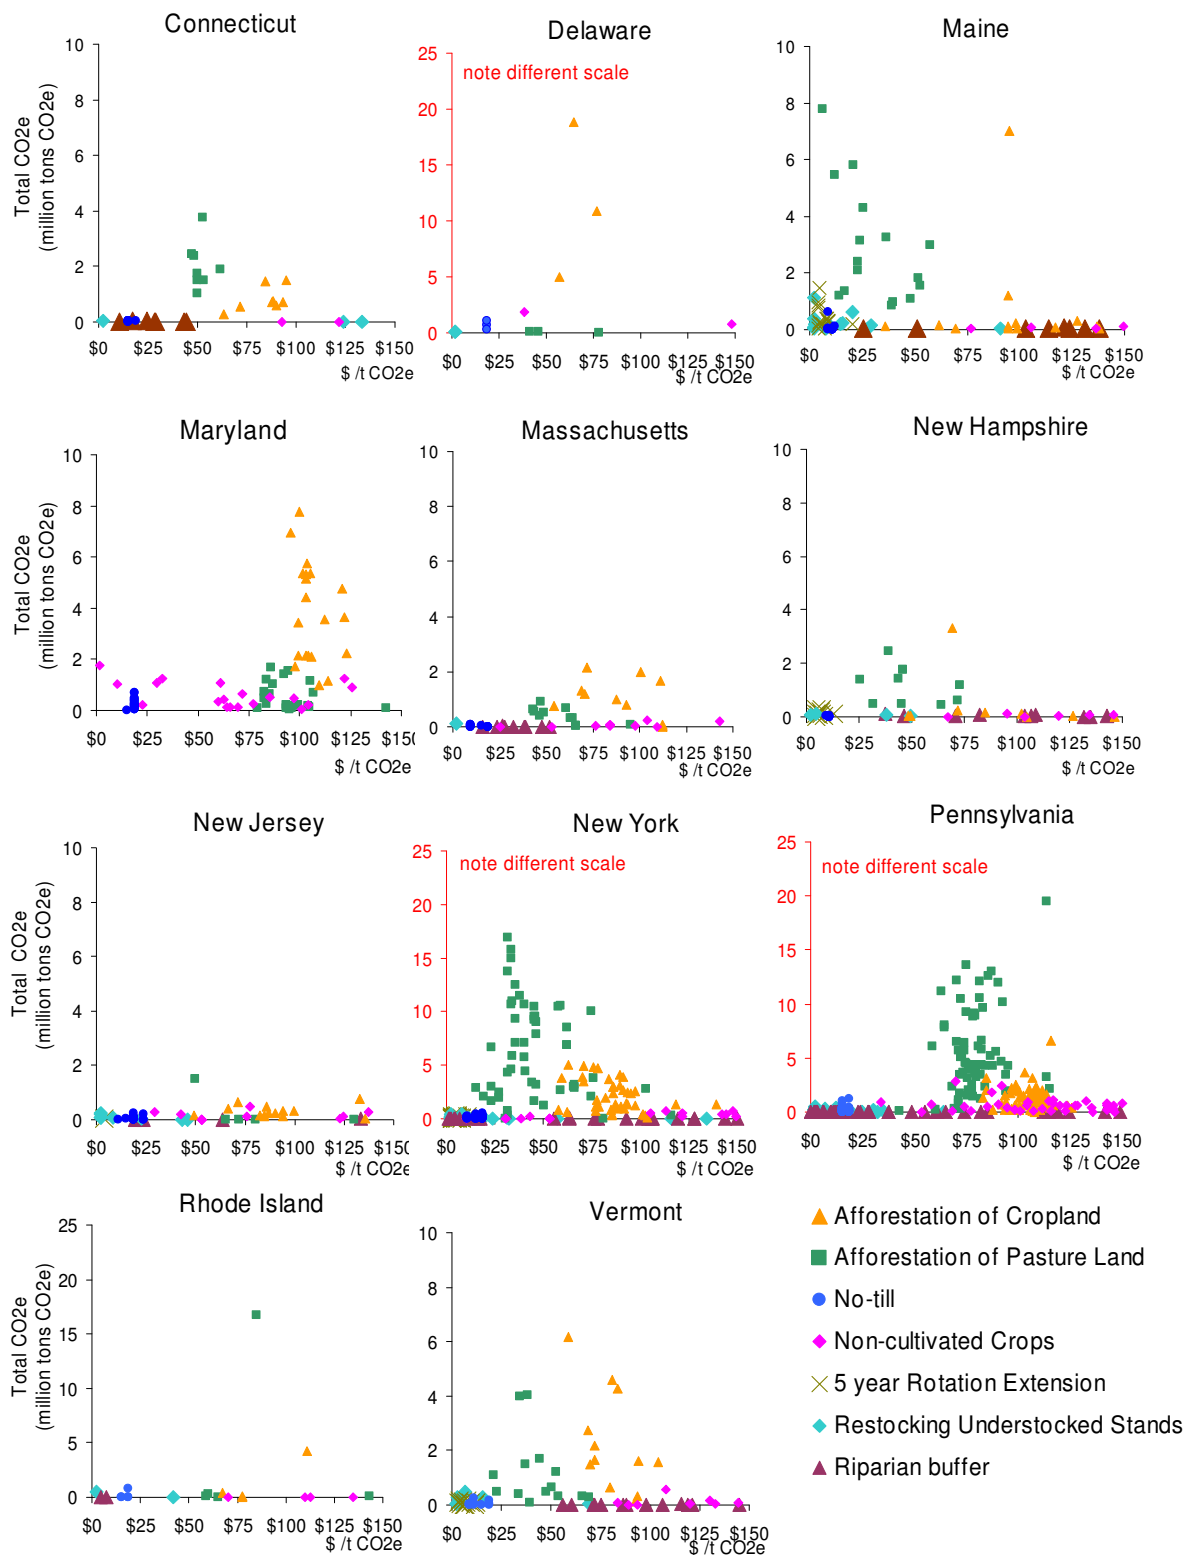 Connecticut
Delaware
Maine
10
8
6
4
2
0
Total CO2e
(million tons CO2e)
$0 $25 $50 $75 $100 $125 $150
$ /t CO2e
25
20
15
10
5
0
note different scale
$0 $25 $50 $75 $100 $125 $150
$ /t CO2e
10
8
6
4
2
0
$0 $25 $50 $75 $100 $125 $150
$ /t CO2e
Maryland
Massachusetts
New Hampshire
10
8
6
4
2
0
Total CO2e
(million tons CO2e)
$0 $25 $50 $75 $100 $125 $150
$ /t CO2e
10
8
6
4
2
0
$0 $25 $50 $75 $100 $125 $150
$ /t CO2e
10
8
6
4
2
0
$0 $25 $50 $75 $100 $125 $150
$ /t CO2e
New Jersey
New York
Pennsylvania
10
8
6
4
2
0
Total CO2e
(million tons CO2e)
$0 $25 $50 $75 $100 $125 $150
$ /t CO2e
25
20
15
10
5
0
note different scale
$0 $25 $50 $75 $100 $125 $150
$ /t CO2e
25
20
15
10
5
0
note different scale
$0 $25 $50 $75 $100 $125 $150
$ /t CO2e
Rhode Island
Vermont
25
20
15
10
5
0
Total CO2e
(million tons CO2e)
$0 $25 $50 $75 $100 $125 $150
$ /t CO2e
10
8
6
4
2
0
$0 $25 $50 $75 $100 $125 $150
$ /t CO2e
Afforestation of Cropland
Afforestation of Pasture Land
No-till
Non-cultivated Crops
5 year Rotation Extension
Restocking Understocked Stands
Riparian buffer